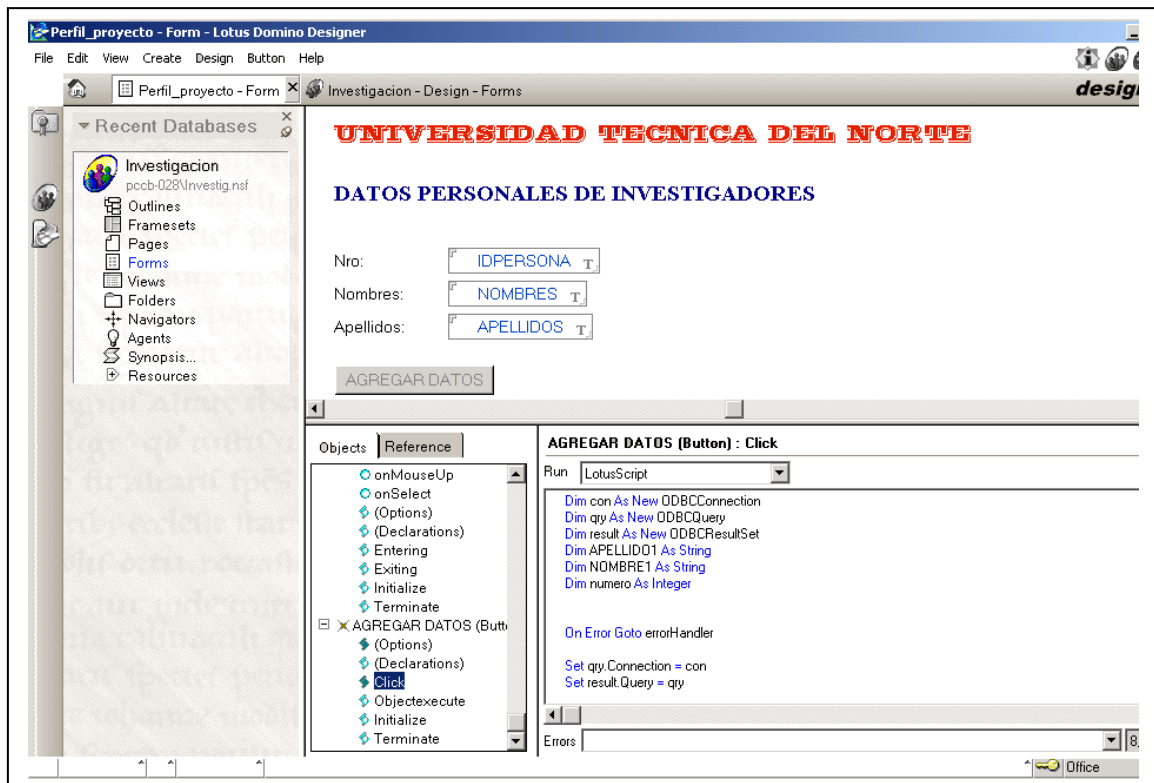 Perfil_proyecto - Form - Lotus Domino Designer
File Edit View Create Design Button Help
Perfil_proyecto - Form
Investigacion - Design - Forms
Recent Databases
Investigacion
pccb-028\Investig.nsf
Outlines
Framesets
Pages
Forms
Views
Folders
Navigators
Agents
Synopsis...
Resources
UNIVERSIDAD TECNICA DEL NORTE
DATOS PERSONALES DE INVESTIGADORES
Nro: IDPERSONA T
Nombres: NOMBRES T
Apellidos: APELLIDOS T
AGREGAR DATOS
Objects Reference
onMouseUp
onSelect
(Options)
(Declarations)
Entering
Exiting
Initialize
Terminate
AGREGAR DATOS (Butt
(Options)
(Declarations)
Click
Objectexecute
Initialize
Terminate
AGREGAR DATOS (Button) : Click
Run LotusScript
Dim con As New ODBCConnection
Dim qry As New ODBCQuery
Dim result As New ODBCResultSet
Dim APELLIDO1 As String
Dim NOMBRE1 As String
Dim numero As Integer
On Error Goto errorHandler
Set qry.Connection = con
Set result.Query = qry
Errors
Office